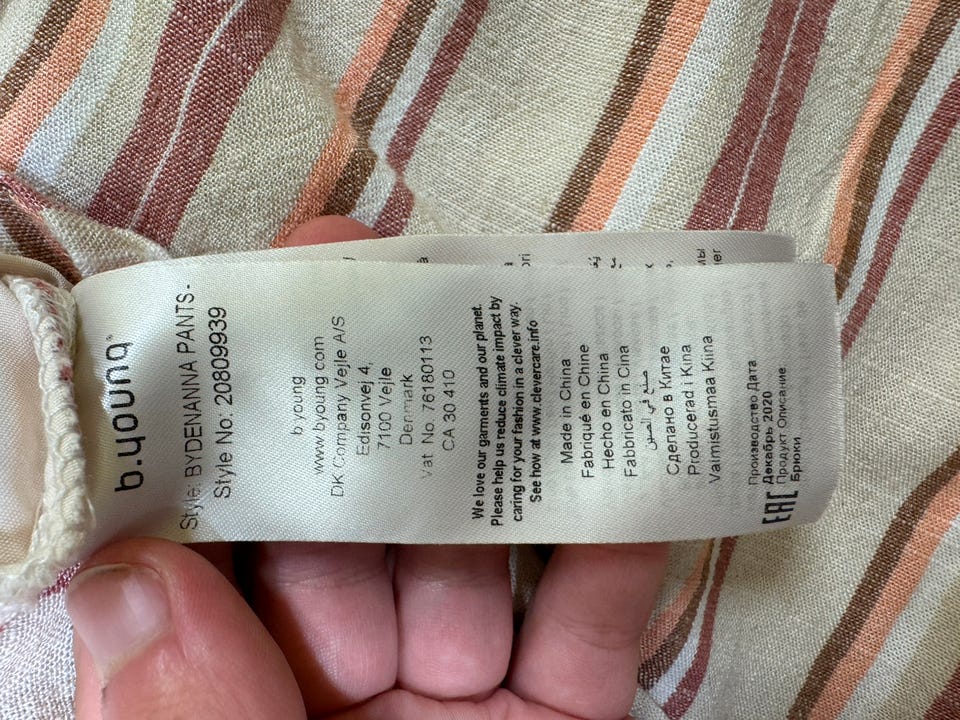 b.young
Style: BYDENANNA PANTS-
Style No: 20809939
b.young
www.byoung.com
DK Company Vejle A/S
Edisonvej 4,
7100 Vejle
Denmark
Vat No. 76180113
CA 30 410
We love our garments and our planet.
Please help us reduce climate impact by
caring for your fashion in a clever way.
See how at www.clevercare.info
Made in China
Fabriqué en Chine
Hecho en China
Fabbricato in Cina
صنع في الصين
Сделано в Китае
Producerad i Kina
Valmistusmaa Kiina
EAC
Производство Дата
Декабрь 2020
Продукт Описание
Брюки